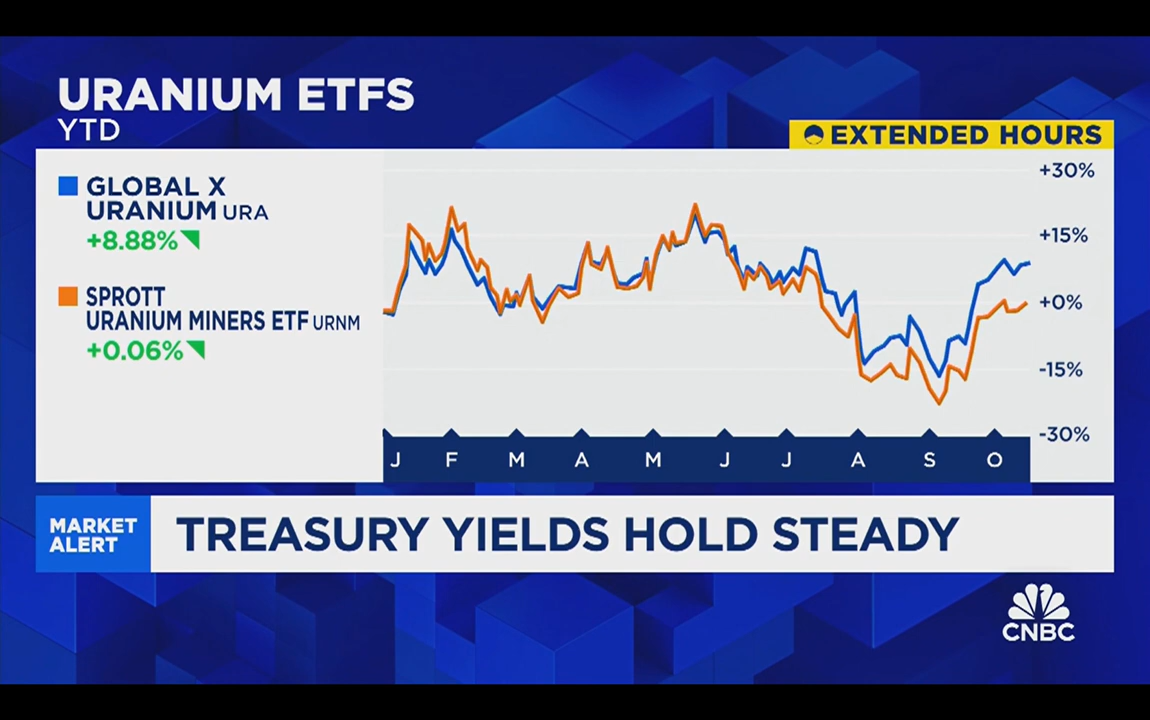 URANIUM ETFS
YTD
EXTENDED HOURS
GLOBAL X
URANIUM URA
+8.88%
SPROTT
URANIUM MINERS ETF URNM
+0.06%
+30%
+15%
+0%
-15%
-30%
J F M A M J J A S O
MARKET
ALERT
TREASURY YIELDS HOLD STEADY
CNBC